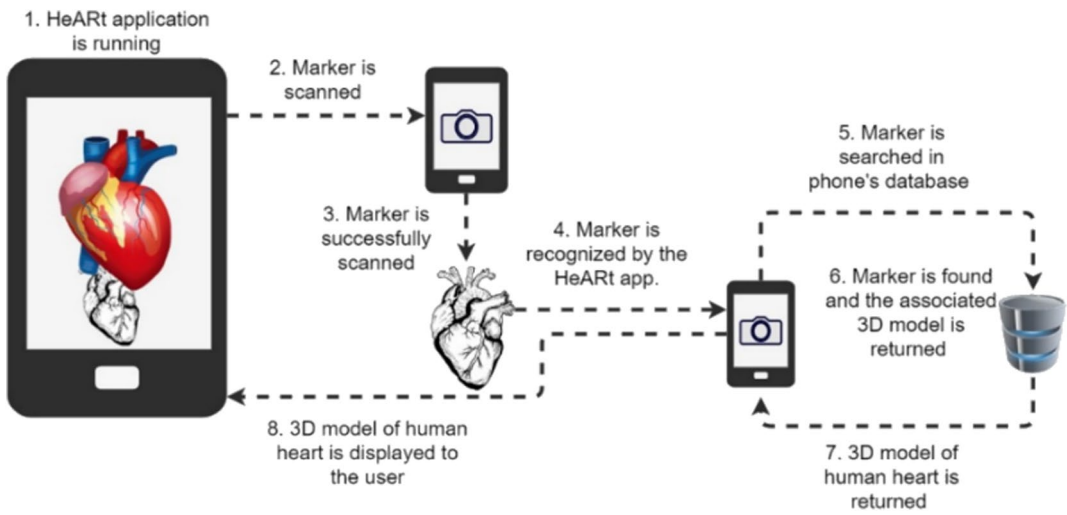 1. HeARt application
is running
2. Marker is
scanned
3. Marker is
successfully
scanned
4. Marker is
recognized by the
HeARt app.
5. Marker is
searched in
phone's database
6. Marker is found
and the associated
3D model is
returned
7. 3D model of
human heart is
returned
8. 3D model of human
heart is displayed to
the user